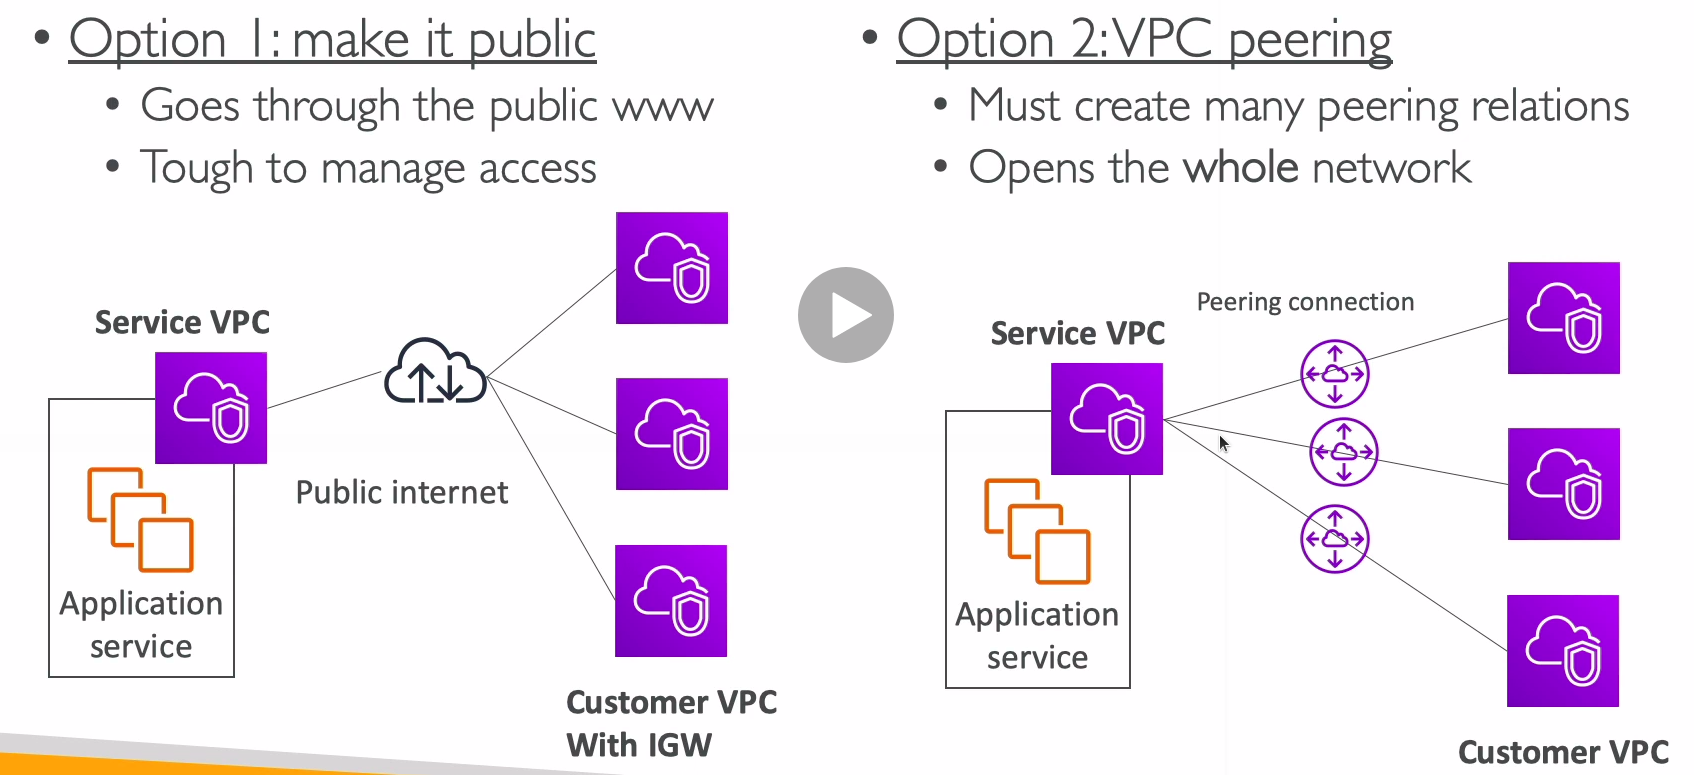 • Option 1: make it public
• Goes through the public www
• Tough to manage access
Service VPC
Public internet
Application
service
Customer VPC
With IGW
• Option 2: VPC peering
• Must create many peering relations
• Opens the whole network
Peering connection
Service VPC
Application
service
Customer VPC